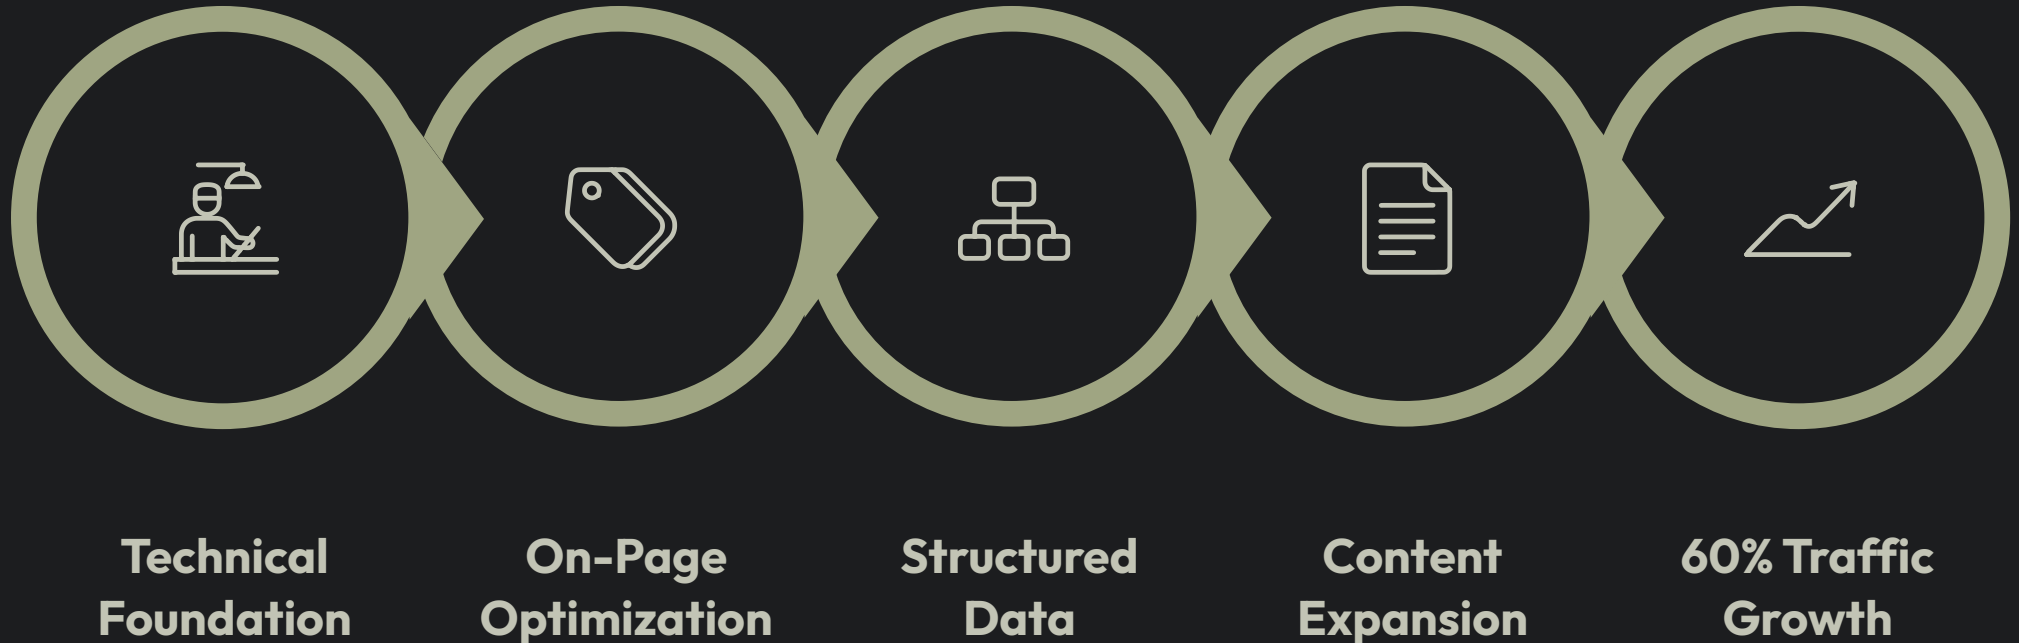 Technical
Foundation
On-Page
Optimization
Structured
Data
Content
Expansion
60% Traffic
Growth